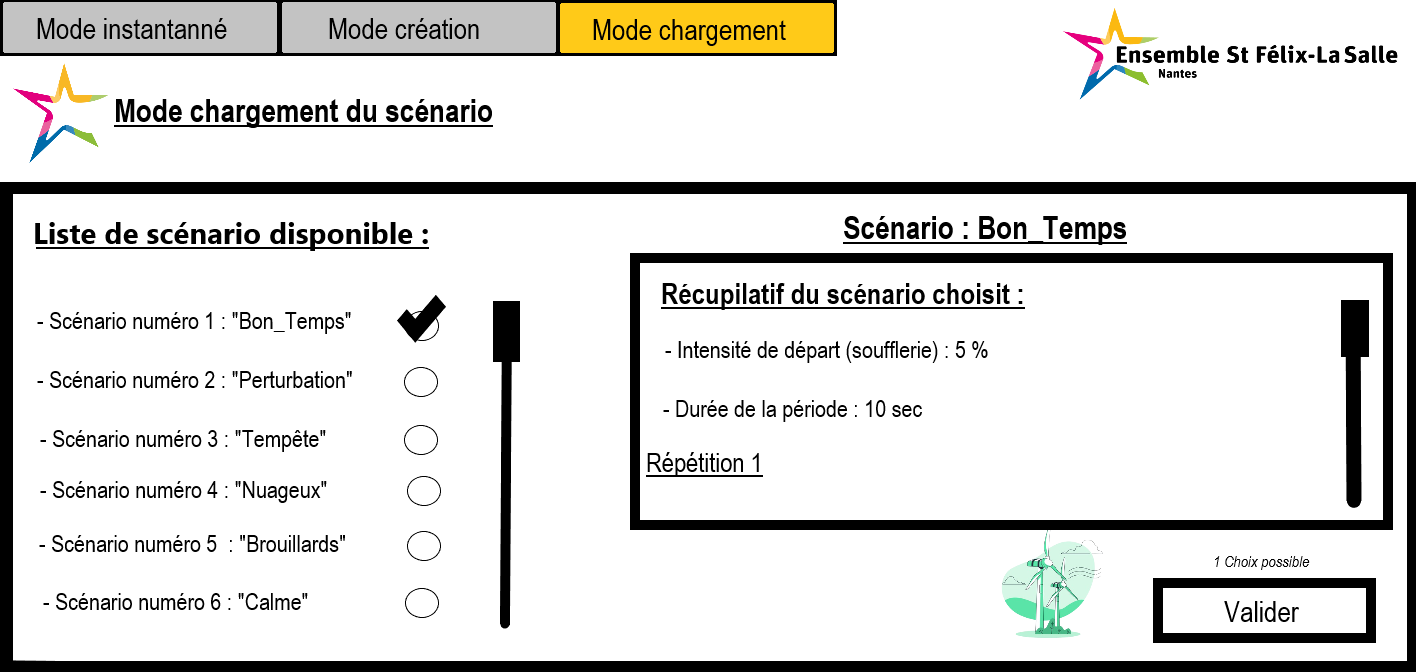 Mode instantanné
Mode création
Mode chargement
Ensemble St Félix-La Salle
Nantes
Mode chargement du scénario
Liste de scénario disponible :
- Scénario numéro 1 : "Bon_Temps"
- Scénario numéro 2 : "Perturbation"
- Scénario numéro 3 : "Tempête"
- Scénario numéro 4 : "Nuageux"
- Scénario numéro 5  : "Brouillards"
- Scénario numéro 6 : "Calme"
Scénario : Bon_Temps
Récupilatif du scénario choisit :
- Intensité de départ (soufflerie) : 5 %
- Durée de la période : 10 sec
Répétition 1
1 Choix possible
Valider